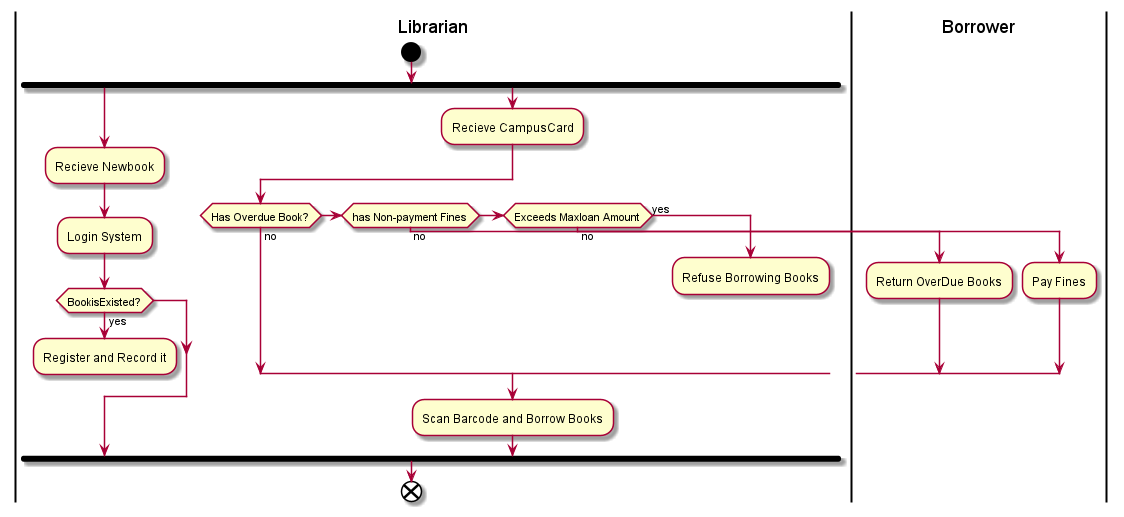 Librarian
Borrower
Recieve CampusCard
Recieve Newbook
Has Overdue Book?
has Non-payment Fines
Exceeds Maxloan Amount
yes
no
no
no
Login System
Refuse Borrowing Books
Return OverDue Books
Pay Fines
BookisExisted?
yes
Register and Record it
Scan Barcode and Borrow Books